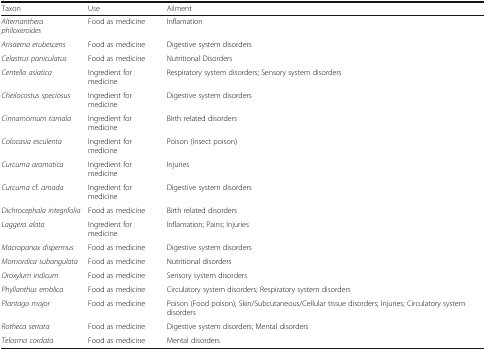 Taxon Use Ailment
Alternanthera philoxeroides Food as medicine Inflamation
Arisaema erubescens Food as medicine Digestive system disorders
Celastrus paniculatus Food as medicine Nutritional Disorders
Centella asiatica Ingredient for medicine Respiratory system disorders; Sensory system disorders
Cheilocostus speciosus Ingredient for medicine Digestive system disorders
Cinnamomum tamala Ingredient for medicine Birth related disorders
Colocasia esculenta Ingredient for medicine Poison (Insect poison)
Curcuma aromatica Ingredient for medicine Injuries
Curcuma cf. amada Ingredient for medicine Digestive system disorders
Dichrocephala integrifolia Food as medicine Birth related disorders
Laggera alata Ingredient for medicine Inflamation; Pains; Injuries
Macropanax dispermus Food as medicine Digestive system disorders
Momordica subangulata Food as medicine Nutritional disorders
Oroxylum indicum Food as medicine Sensory system disorders
Phyllanthus emblica Food as medicine Circulatory system disorders; Respiratory system disorders
Plantago major Food as medicine Poison (Food poison); Skin/Subcutaneous/Cellular tissue disorders; Injuries; Circulatory system disorders
Rotheca serrata Food as medicine Digestive system disorders; Mental disorders
Telosma cordata Food as medicine Mental disorders